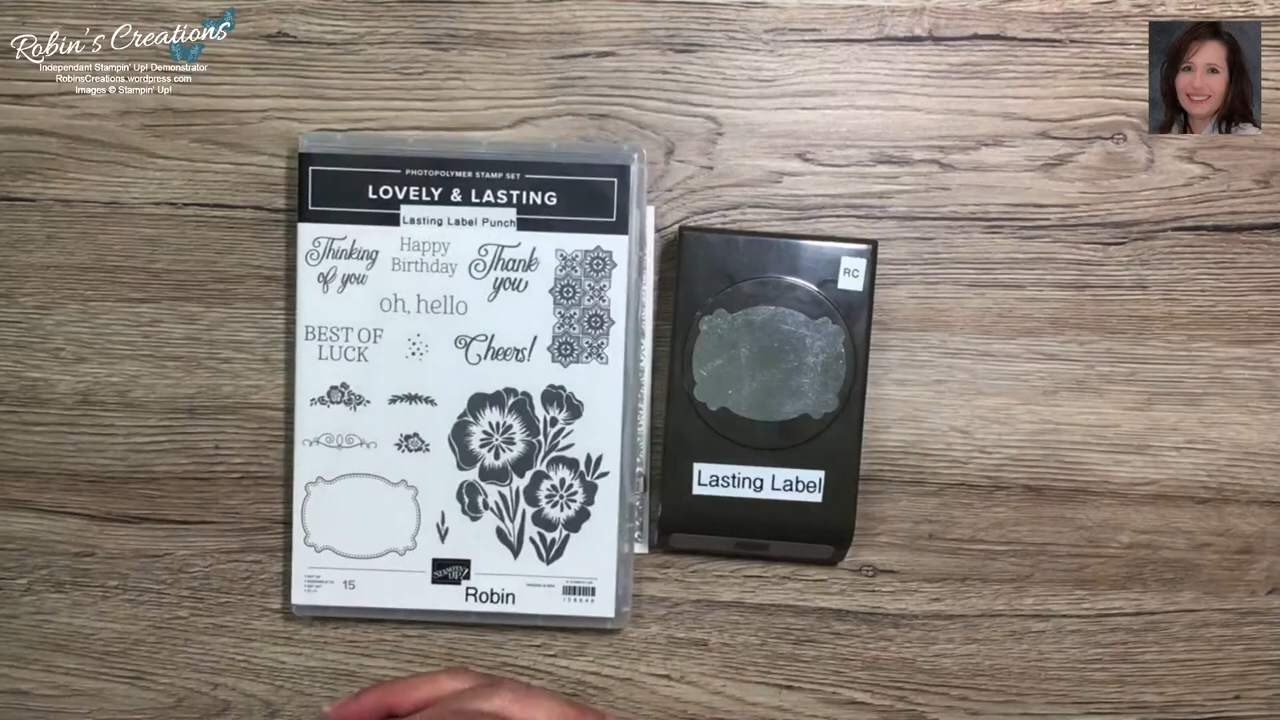 Robin's Creations
Independant Stampin' Up! Demonstrator
RobinsCreations.wordpress.com
Images © Stampin' Up!
PHOTOPOLYMER STAMP SET
LOVELY & LASTING
Lasting Label Punch
Thinking
of you
Happy
Birthday
Thank
you
oh, hello
BEST OF
LUCK
Cheers!
15
STAMPIN' UP!
Robin
RC
Lasting Label